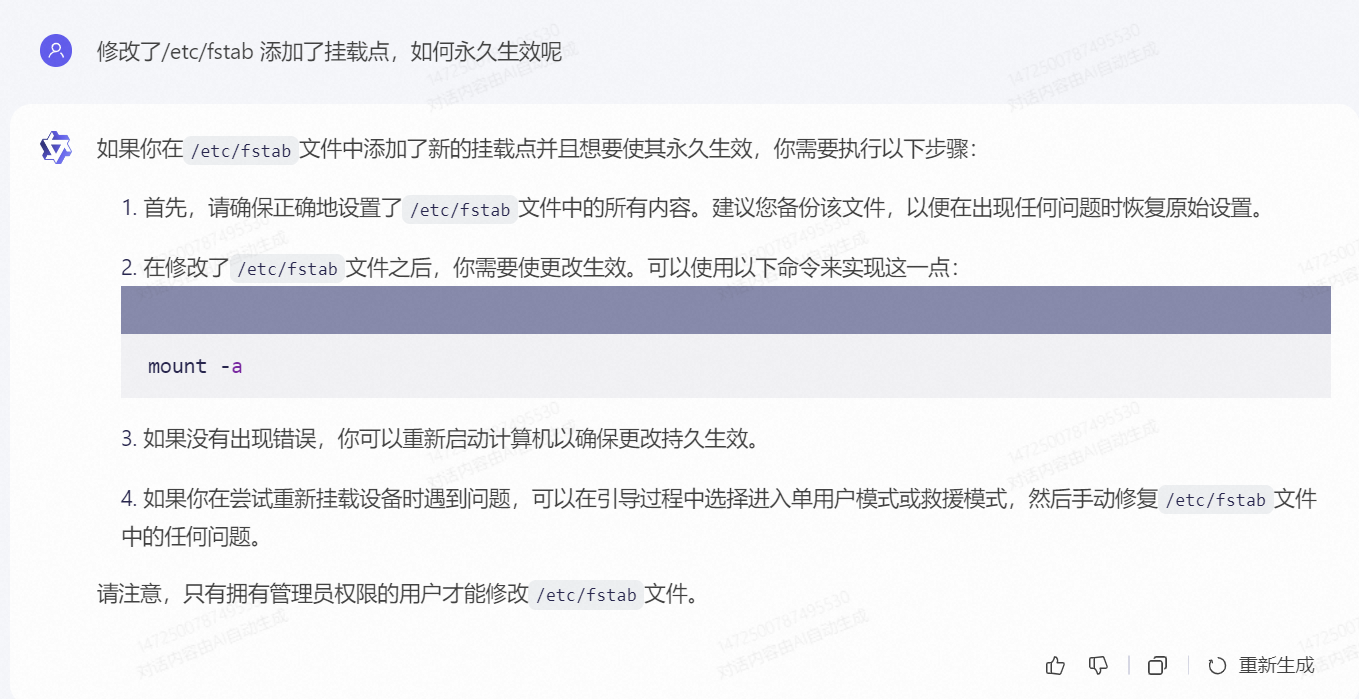 修改了/etc/fstab 添加了挂载点，如何永久生效呢
如果你在 /etc/fstab 文件中添加了新的挂载点并且想要使其永久生效，你需要执行以下步骤：
1. 首先，请确保正确地设置了 /etc/fstab 文件中的所有内容。建议您备份该文件，以便在出现任何问题时恢复原始设置。
2. 在修改了 /etc/fstab 文件之后，你需要使更改生效。可以使用以下命令来实现这一点：
mount -a
3. 如果没有出现错误，你可以重新启动计算机以确保更改持久生效。
4. 如果你在尝试重新挂载设备时遇到问题，可以在引导过程中选择进入单用户模式或救援模式，然后手动修复 /etc/fstab 文件
中的任何问题。
请注意，只有拥有管理员权限的用户才能修改 /etc/fstab 文件。
重新生成
1472500787495530
对话内容由AI自动生成